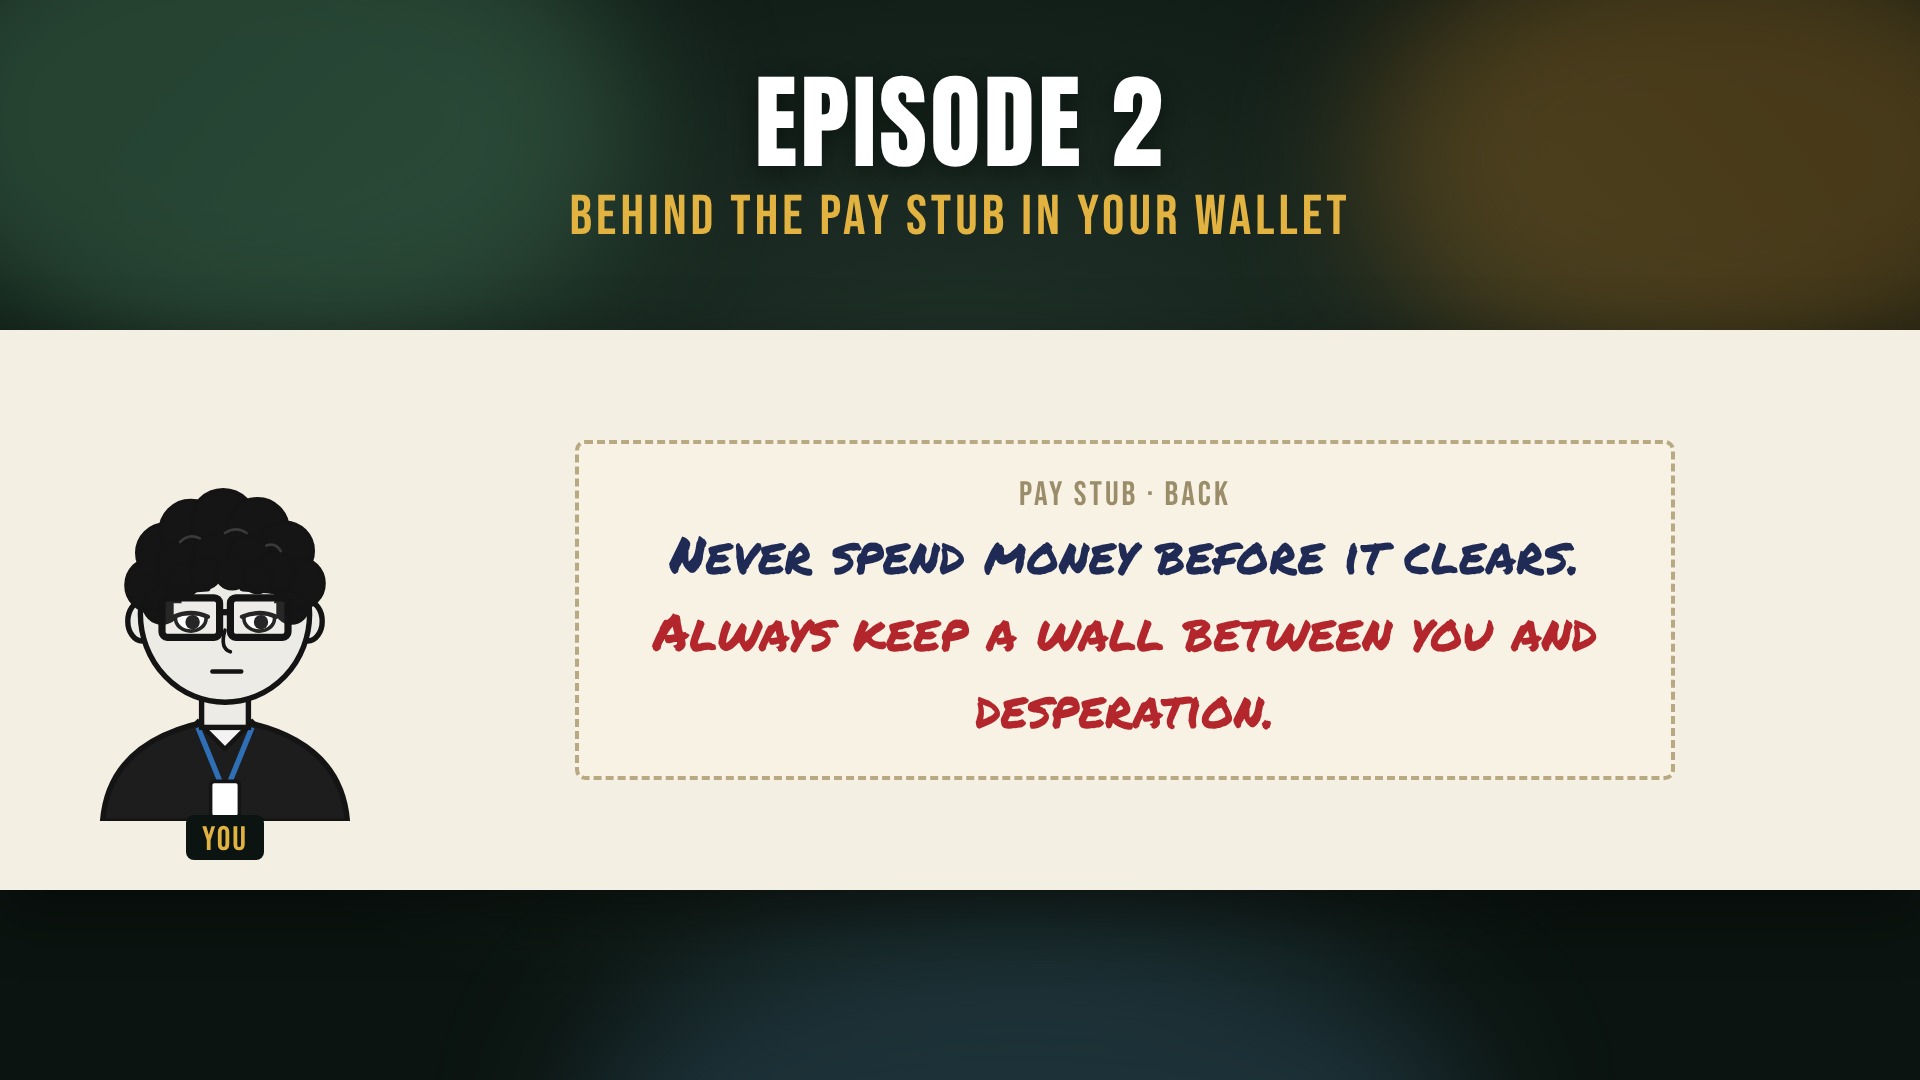 EPISODE 2
BEHIND THE PAY STUB IN YOUR WALLET
PAY STUB · BACK
NEVER SPEND MONEY BEFORE IT CLEARS.
ALWAYS KEEP A WALL BETWEEN YOU AND
DESPERATION.
YOU